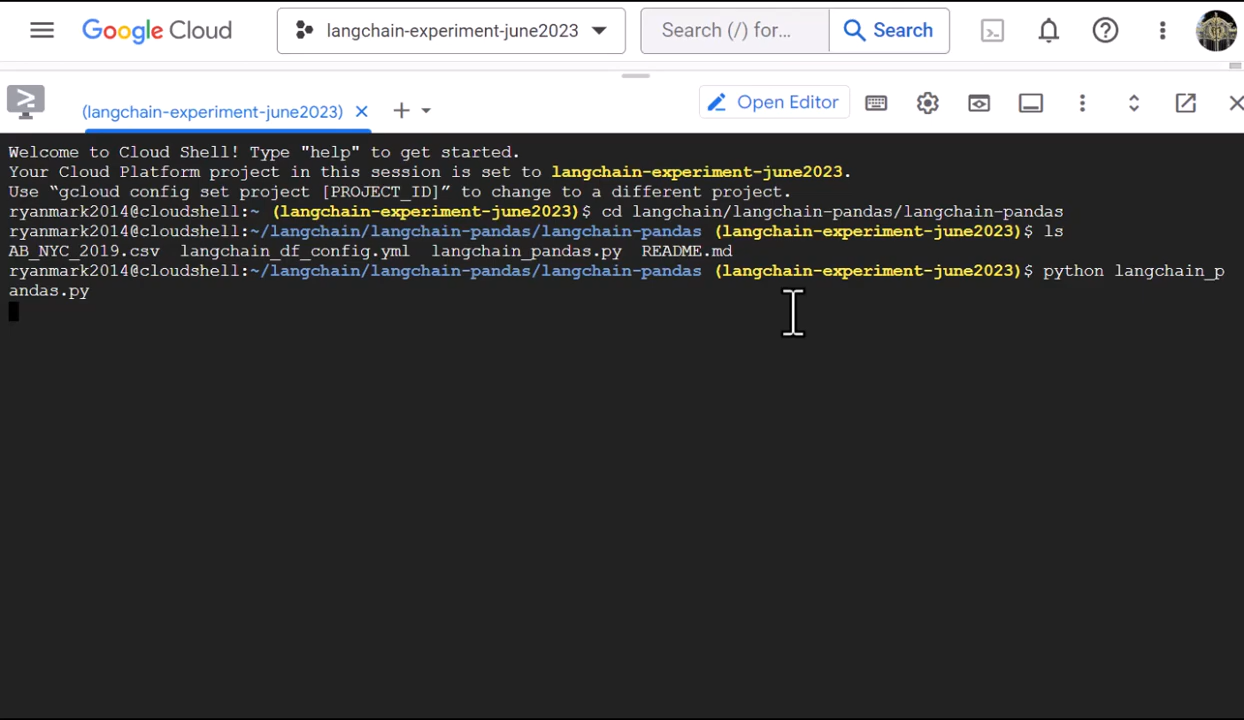 Google Cloud
langchain-experiment-june2023
Search (/) for...
Search
(langchain-experiment-june2023)
Open Editor
Welcome to Cloud Shell! Type "help" to get started.
Your Cloud Platform project in this session is set to langchain-experiment-june2023.
Use “gcloud config set project [PROJECT_ID]” to change to a different project.
ryanmark2014@cloudshell:~ (langchain-experiment-june2023)$ cd langchain/langchain-pandas/langchain-pandas
ryanmark2014@cloudshell:~/langchain/langchain-pandas/langchain-pandas (langchain-experiment-june2023)$ ls
AB_NYC_2019.csv  langchain_df_config.yml  langchain_pandas.py  README.md
ryanmark2014@cloudshell:~/langchain/langchain-pandas/langchain-pandas (langchain-experiment-june2023)$ python langchain_p
andas.py